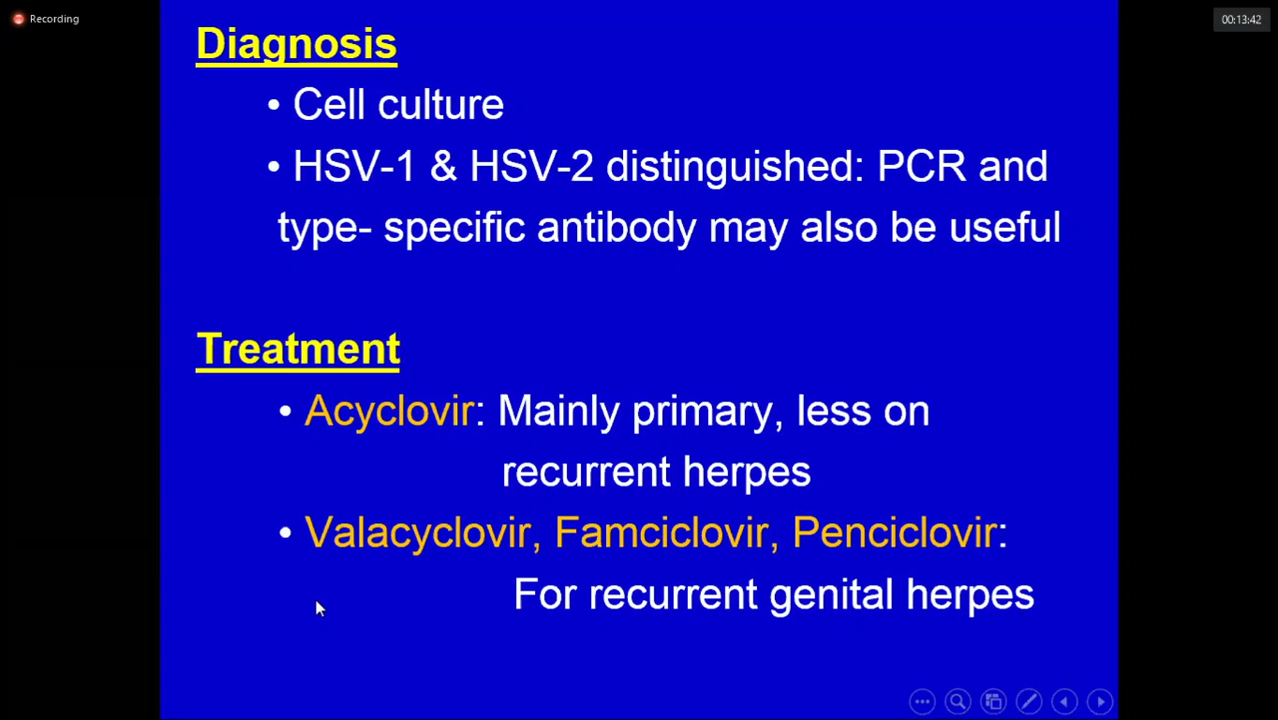 Recording
00:13:42
Diagnosis
• Cell culture
• HSV-1 & HSV-2 distinguished: PCR and
type- specific antibody may also be useful
Treatment
• Acyclovir: Mainly primary, less on
recurrent herpes
• Valacyclovir, Famciclovir, Penciclovir:
For recurrent genital herpes